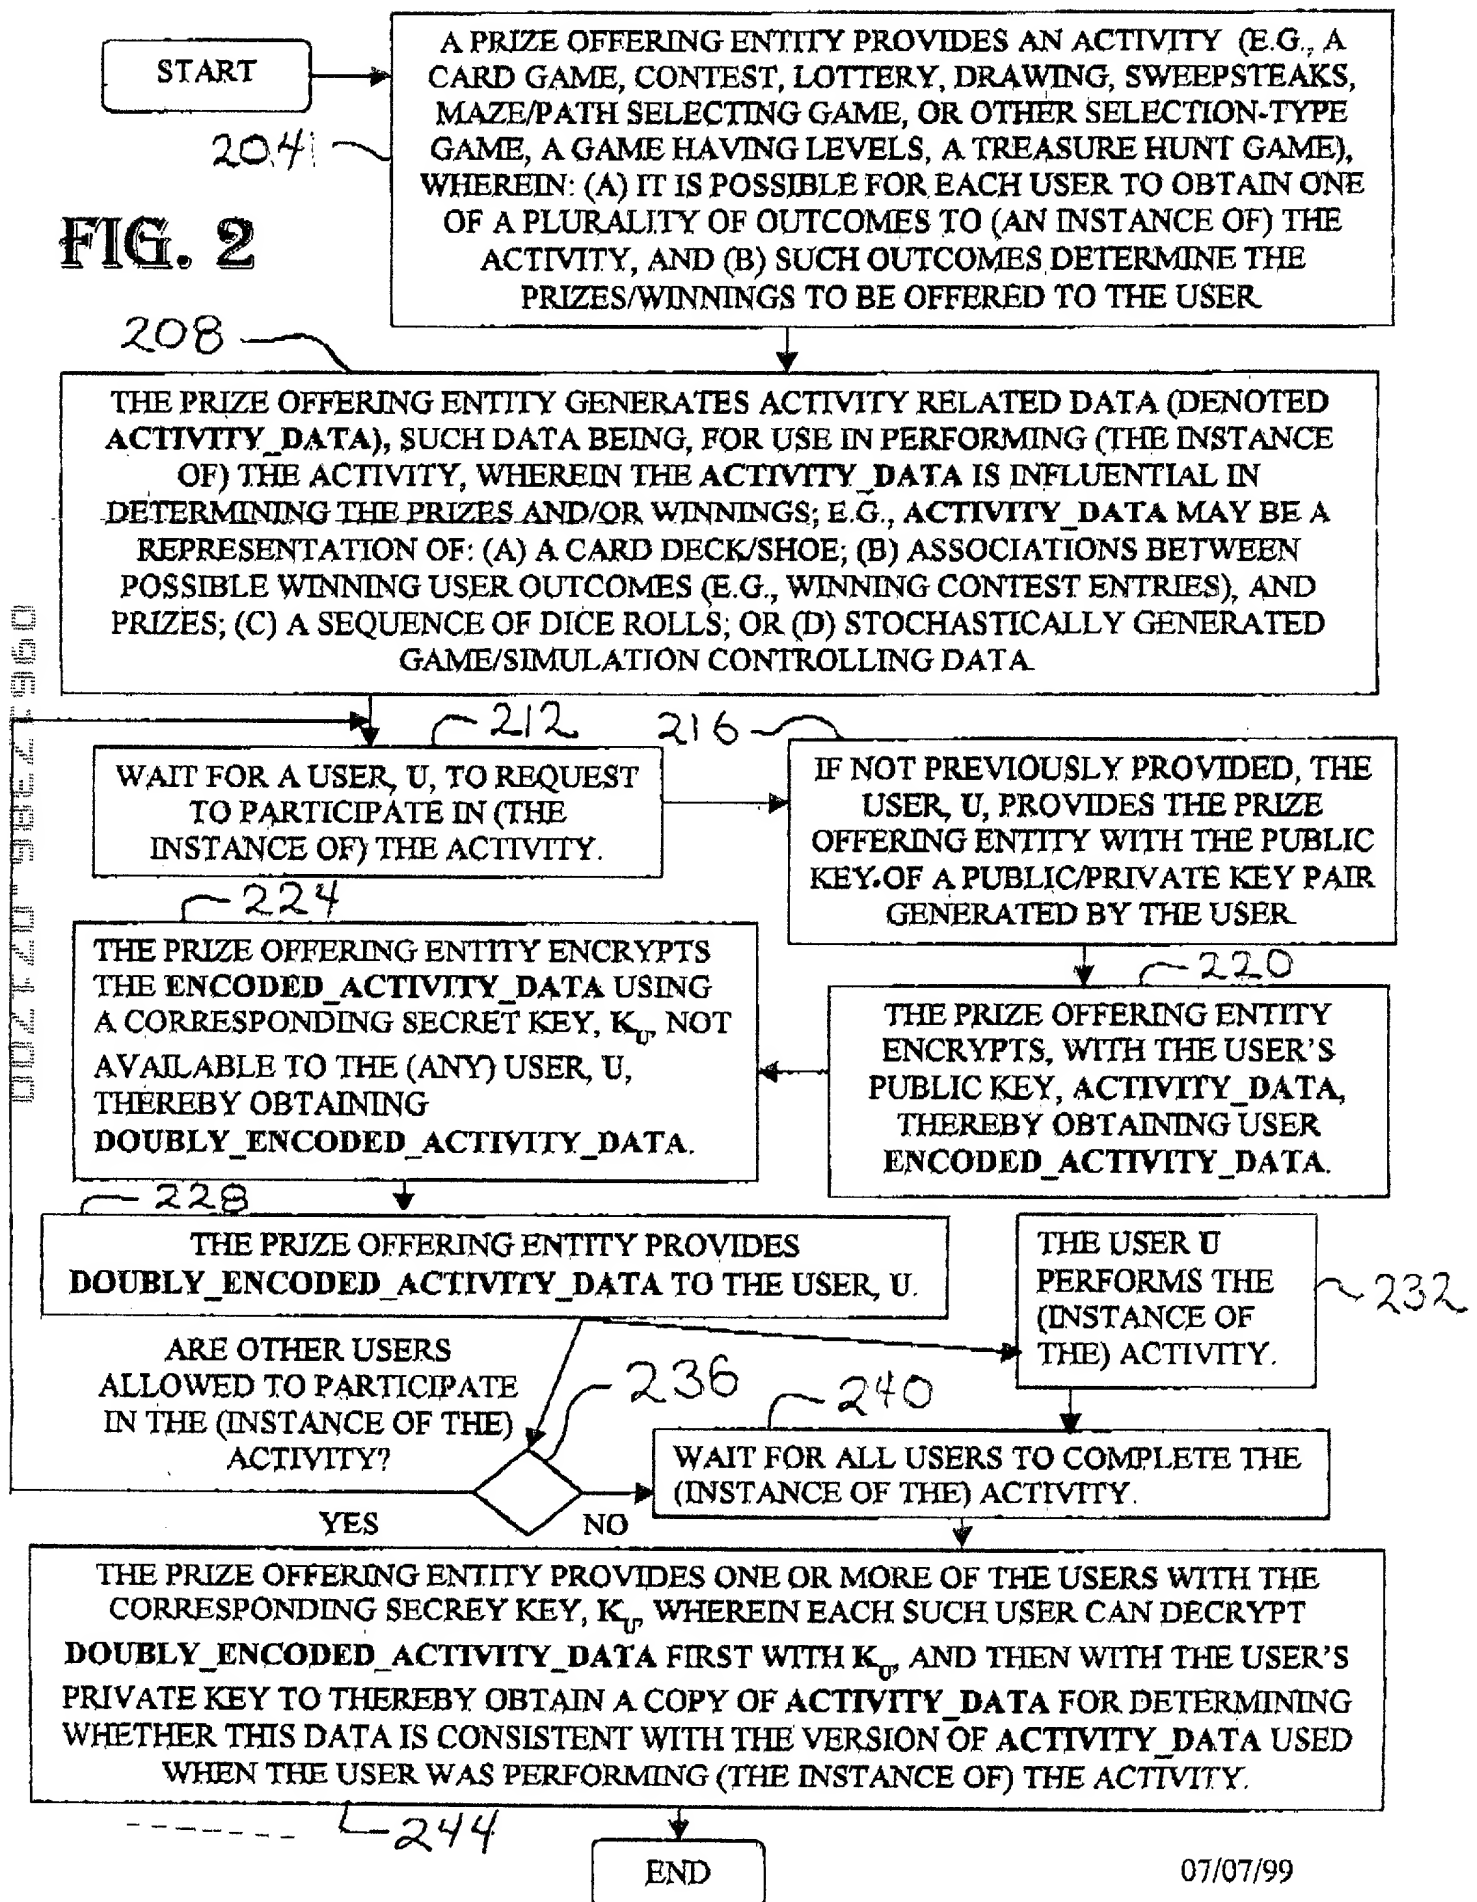 START
A PRIZE OFFERING ENTITY PROVIDES AN ACTIVITY (E.G., A
CARD GAME, CONTEST, LOTTERY, DRAWING, SWEEPSTEAKS,
MAZE/PATH SELECTING GAME, OR OTHER SELECTION-TYPE
GAME, A GAME HAVING LEVELS, A TREASURE HUNT GAME),
WHEREIN: (A) IT IS POSSIBLE FOR EACH USER TO OBTAIN ONE
OF A PLURALITY OF OUTCOMES TO (AN INSTANCE OF) THE
ACTIVITY, AND (B) SUCH OUTCOMES DETERMINE THE
PRIZES/WINNINGS TO BE OFFERED TO THE USER
204
FIG. 2
208
THE PRIZE OFFERING ENTITY GENERATES ACTIVITY RELATED DATA (DENOTED
ACTIVITY_DATA), SUCH DATA BEING, FOR USE IN PERFORMING (THE INSTANCE
OF) THE ACTIVITY, WHEREIN THE ACTIVITY_DATA IS INFLUENTIAL IN
DETERMINING THE PRIZES AND/OR WINNINGS; E.G., ACTIVITY_DATA MAY BE A
REPRESENTATION OF: (A) A CARD DECK/SHOE; (B) ASSOCIATIONS BETWEEN
POSSIBLE WINNING USER OUTCOMES (E.G., WINNING CONTEST ENTRIES), AND
PRIZES; (C) A SEQUENCE OF DICE ROLLS; OR (D) STOCHASTICALLY GENERATED
GAME/SIMULATION CONTROLLING DATA
212
WAIT FOR A USER, U, TO REQUEST
TO PARTICIPATE IN (THE
INSTANCE OF) THE ACTIVITY.
216
IF NOT PREVIOUSLY PROVIDED, THE
USER, U, PROVIDES THE PRIZE
OFFERING ENTITY WITH THE PUBLIC
KEY OF A PUBLIC/PRIVATE KEY PAIR
GENERATED BY THE USER.
220
THE PRIZE OFFERING ENTITY
ENCRYPTS, WITH THE USER'S
PUBLIC KEY, ACTIVITY_DATA,
THEREBY OBTAINING USER
ENCODED_ACTIVITY_DATA.
224
THE PRIZE OFFERING ENTITY ENCRYPTS
THE ENCODED_ACTIVITY_DATA USING
A CORRESPONDING SECRET KEY, K_U, NOT
AVAILABLE TO THE (ANY) USER, U,
THEREBY OBTAINING
DOUBLY_ENCODED_ACTIVITY_DATA.
228
THE PRIZE OFFERING ENTITY PROVIDES
DOUBLY_ENCODED_ACTIVITY_DATA TO THE USER, U.
THE USER U
PERFORMS THE
(INSTANCE OF
THE) ACTIVITY.
232
ARE OTHER USERS
ALLOWED TO PARTICIPATE
IN THE (INSTANCE OF THE)
ACTIVITY?
236
YES
NO
240
WAIT FOR ALL USERS TO COMPLETE THE
(INSTANCE OF THE) ACTIVITY.
THE PRIZE OFFERING ENTITY PROVIDES ONE OR MORE OF THE USERS WITH THE
CORRESPONDING SECREY KEY, K_U, WHEREIN EACH SUCH USER CAN DECRYPT
DOUBLY_ENCODED_ACTIVITY_DATA FIRST WITH K_U, AND THEN WITH THE USER'S
PRIVATE KEY TO THEREBY OBTAIN A COPY OF ACTIVITY_DATA FOR DETERMINING
WHETHER THIS DATA IS CONSISTENT WITH THE VERSION OF ACTIVITY_DATA USED
WHEN THE USER WAS PERFORMING (THE INSTANCE OF) THE ACTIVITY.
244
END
07/07/99